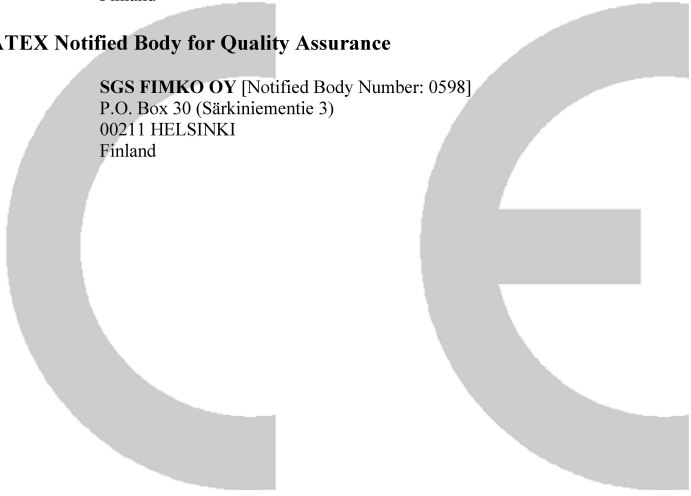 ATEX Notified Body for Quality Assurance
SGS FIMKO OY [Notified Body Number: 0598]
P.O. Box 30 (Särkiniementie 3)
00211 HELSINKI
Finland
CE